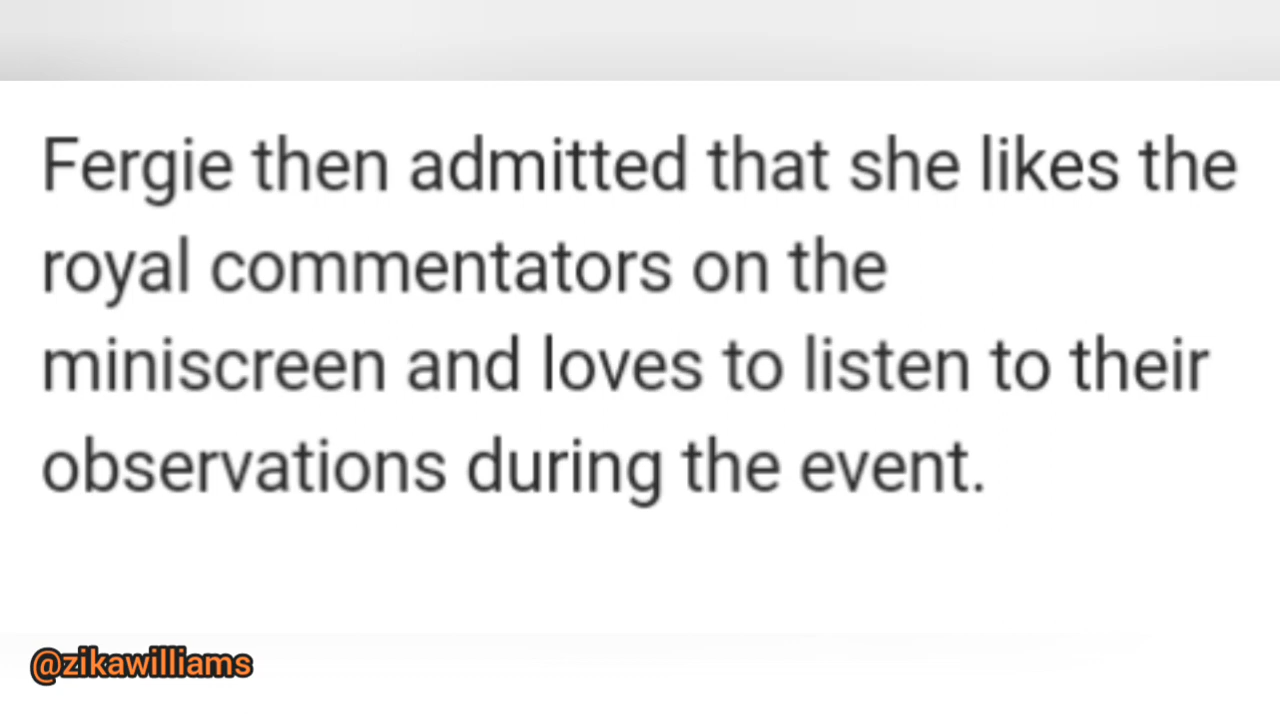 Fergie then admitted that she likes the
royal commentators on the
miniscreen and loves to listen to their
observations during the event.
@zikawilliams